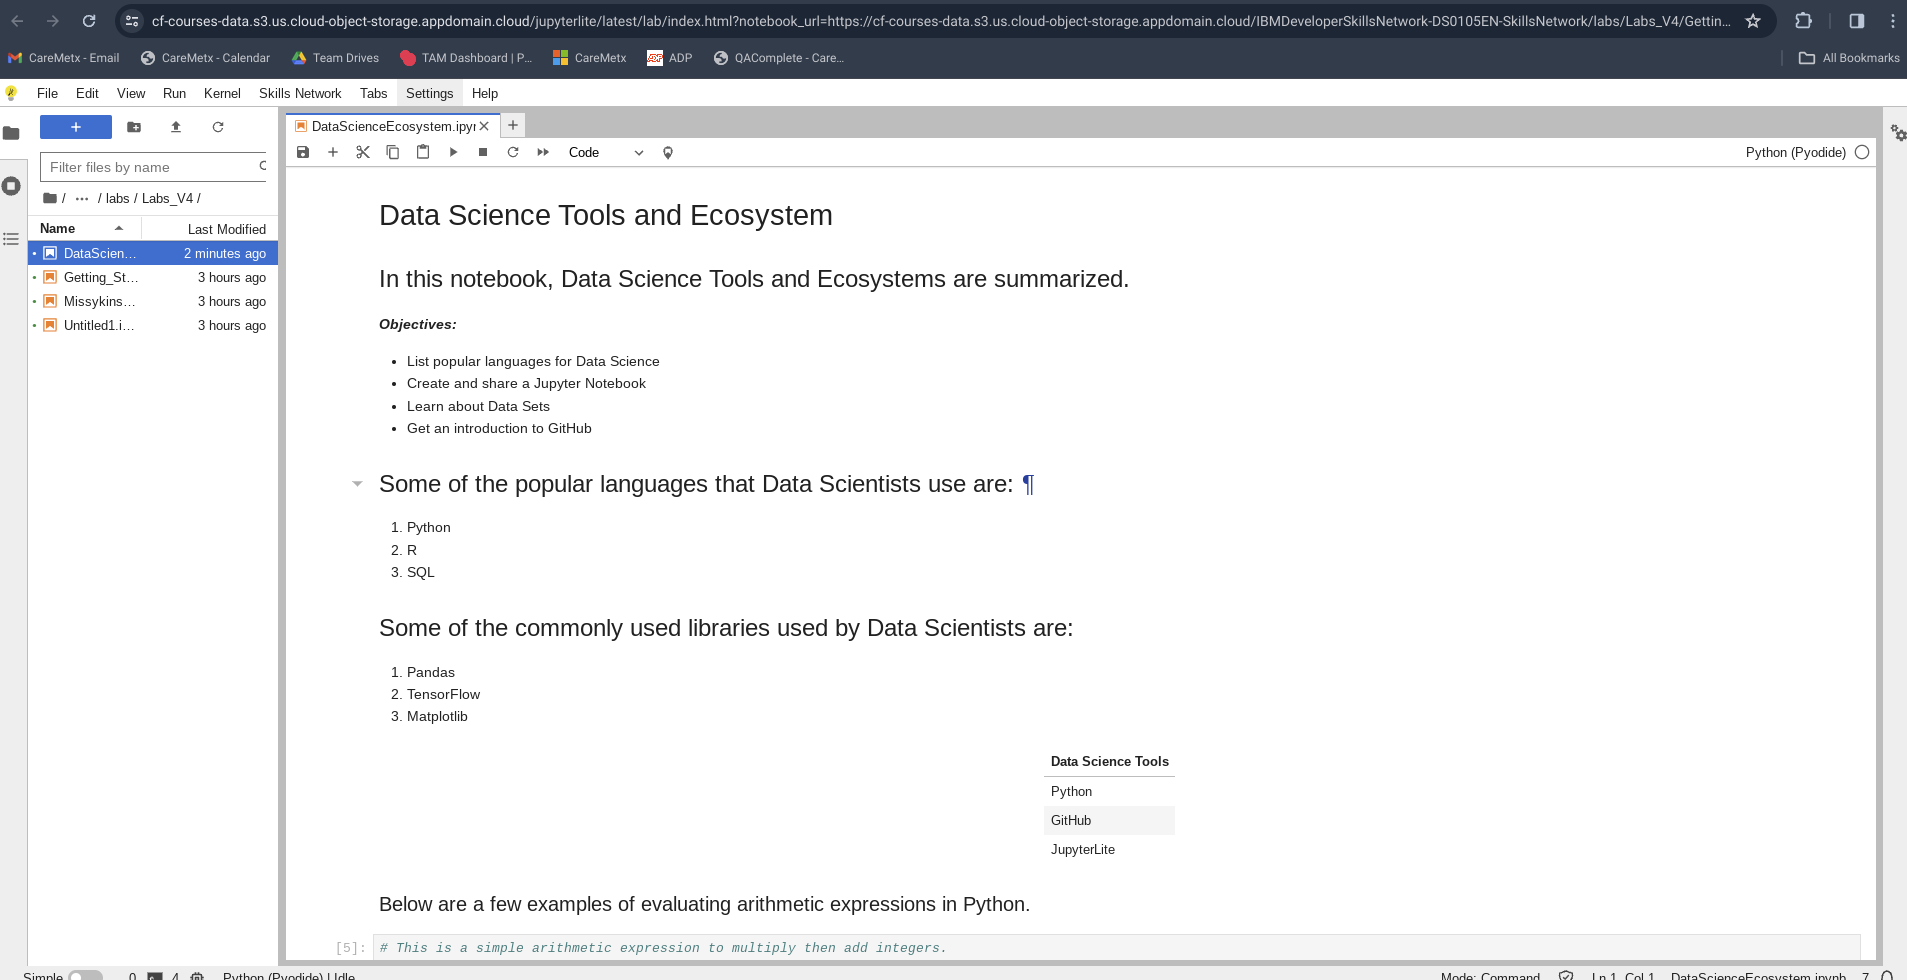 cf-courses-data.s3.us.cloud-object-storage.appdomain.cloud/jupyterlite/latest/lab/index.html?notebook_url=https://cf-courses-data.s3.us.cloud-object-storage.appdomain.cloud/IBMDeveloperSkillsNetwork-DS0105EN-SkillsNetwork/labs/Labs_V4/Gettin...
CareMetx - Email CareMetx - Calendar Team Drives TAM Dashboard | P... CareMetx ADP QAComplete - Care... All Bookmarks
File Edit View Run Kernel Skills Network Tabs Settings Help
DataScienceEcosystem.ipyn
Filter files by name
Code
Python (Pyodide)
/ ... / labs / Labs_V4 /
Name Last Modified
DataScien... 2 minutes ago
Getting_St... 3 hours ago
Missykins... 3 hours ago
Untitled1.i... 3 hours ago
Data Science Tools and Ecosystem
In this notebook, Data Science Tools and Ecosystems are summarized.
Objectives:
• List popular languages for Data Science
• Create and share a Jupyter Notebook
• Learn about Data Sets
• Get an introduction to GitHub
Some of the popular languages that Data Scientists use are: ¶
1. Python
2. R
3. SQL
Some of the commonly used libraries used by Data Scientists are:
1. Pandas
2. TensorFlow
3. Matplotlib
Data Science Tools
Python
GitHub
JupyterLite
Below are a few examples of evaluating arithmetic expressions in Python.
[5]: # This is a simple arithmetic expression to multiply then add integers.
Simple 0 4 Python (Pyodide) | Idle Mode: Command Ln 1, Col 1 DataScienceEcosystem.ipynb 7